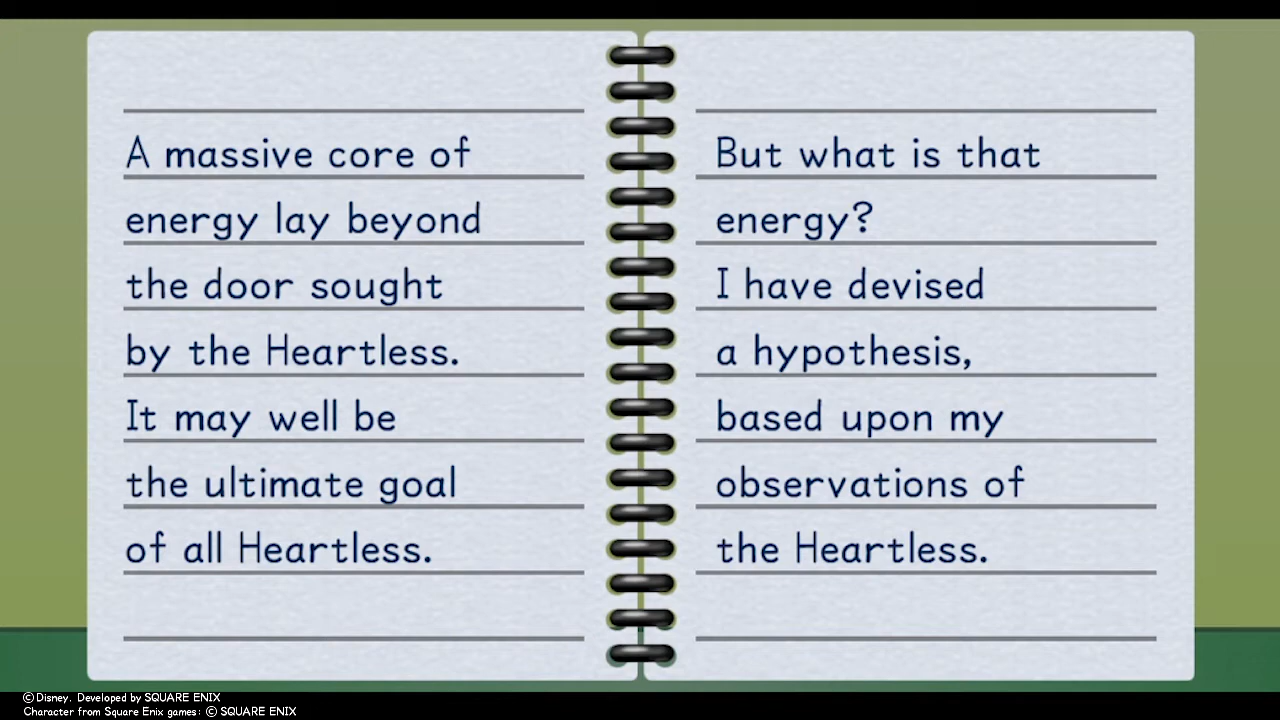 A massive core of
energy lay beyond
the door sought
by the Heartless.
It may well be
the ultimate goal
of all Heartless.
But what is that
energy?
I have devised
a hypothesis,
based upon my
observations of
the Heartless.
©Disney. Developed by SQUARE ENIX
Character from Square Enix games: © SQUARE ENIX